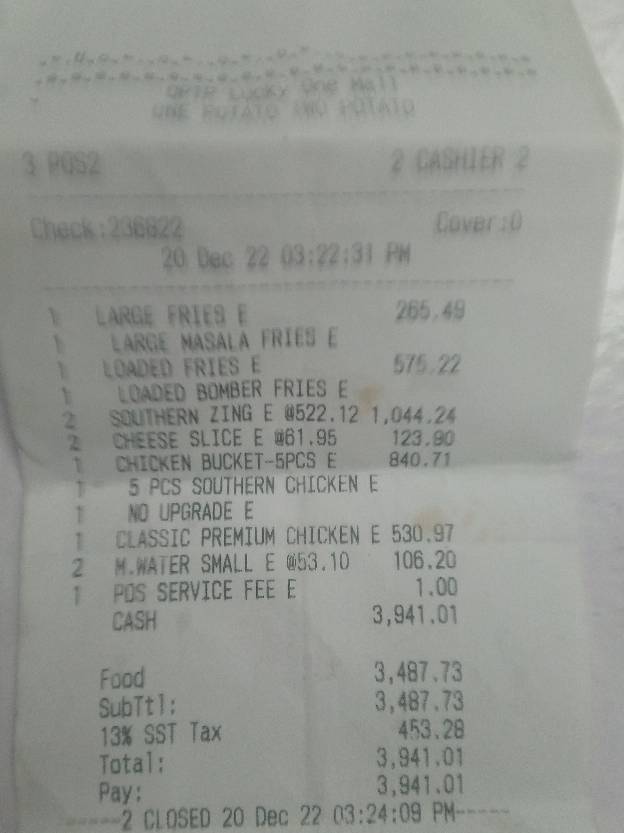 OPTP Lucky One Mall
ONE POTATO TWO POTATO
3 POS2 2 CASHIER 2
Check:236822 Cover:0
20 Dec 22 03:22:31 PM
1 LARGE FRIES E 265.49
1 LARGE MASALA FRIES E
1 LOADED FRIES E 575.22
1 LOADED BOMBER FRIES E
2 SOUTHERN ZING E @522.12 1,044.24
2 CHEESE SLICE E @61.95 123.90
1 CHICKEN BUCKET-5PCS E 840.71
1 5 PCS SOUTHERN CHICKEN E
1 NO UPGRADE E
1 CLASSIC PREMIUM CHICKEN E 530.97
2 M.WATER SMALL E @53.10 106.20
1 POS SERVICE FEE E 1.00
CASH 3,941.01
Food 3,487.73
SubTtl: 3,487.73
13% SST Tax 453.28
Total: 3,941.01
Pay: 3,941.01
-----2 CLOSED 20 Dec 22 03:24:09 PM-----